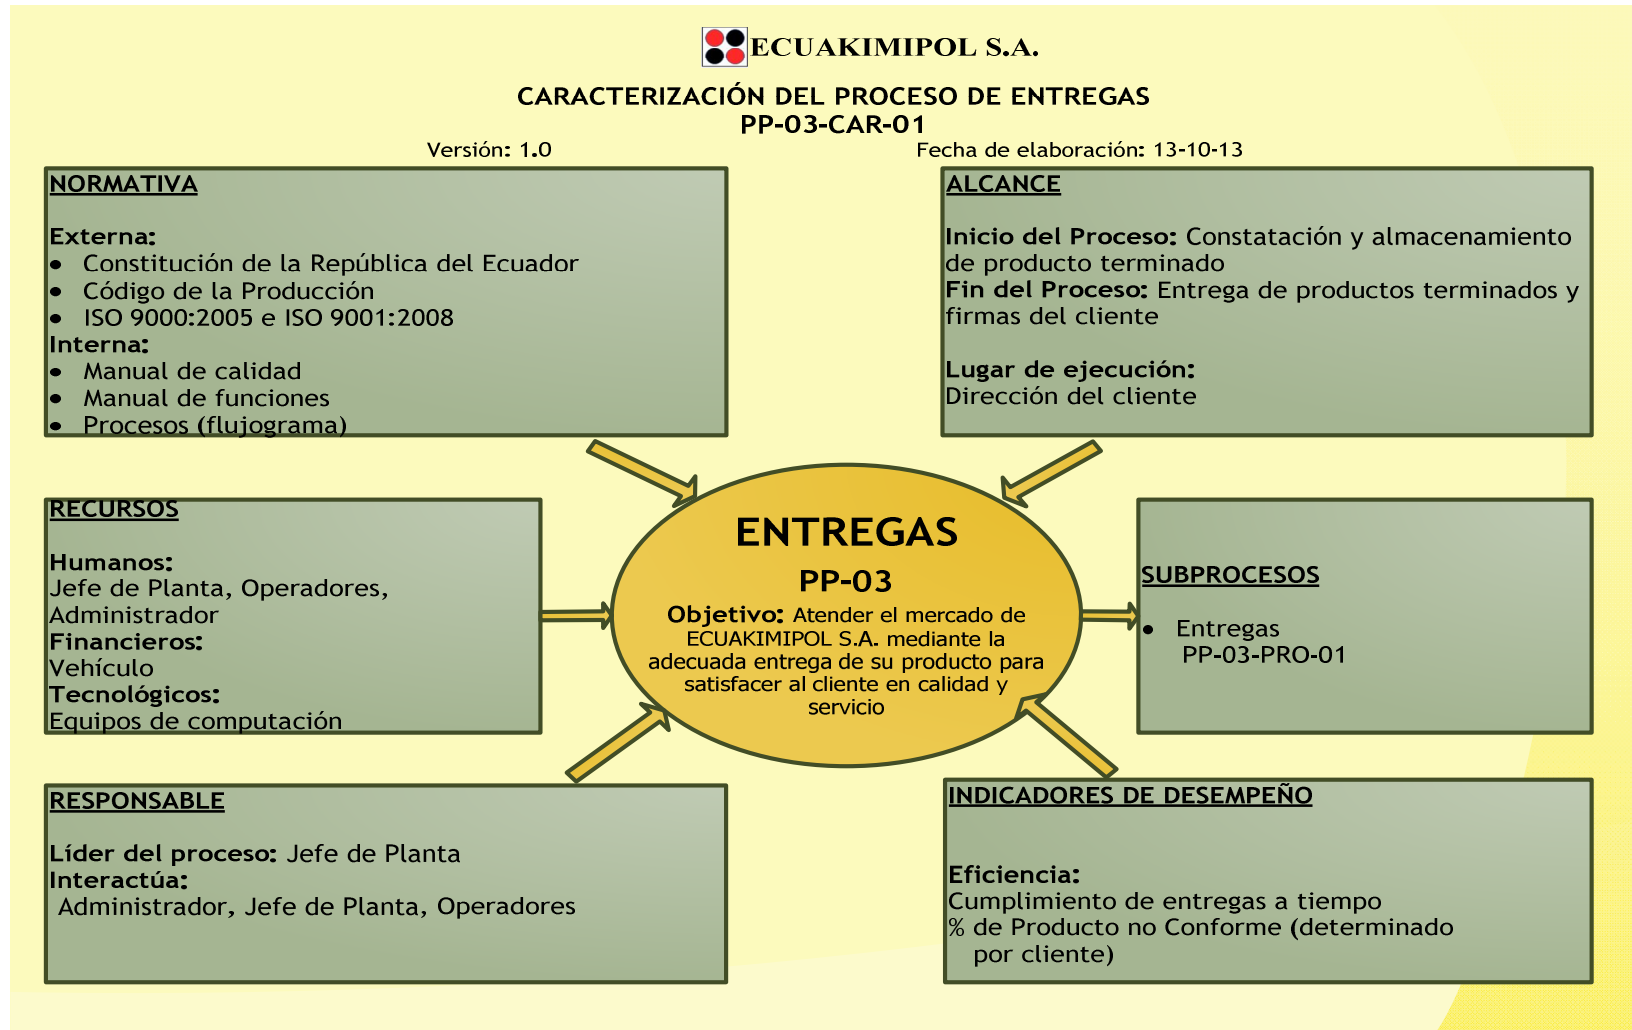 ECUAKIMIPOL S.A.
CARACTERIZACIÓN DEL PROCESO DE ENTREGAS
PP-03-CAR-01
Versión: 1.0
Fecha de elaboración: 13-10-13
NORMATIVA
Externa:
• Constitución de la República del Ecuador
• Código de la Producción
• ISO 9000:2005 e ISO 9001:2008
Interna:
• Manual de calidad
• Manual de funciones
• Procesos (flujograma)
ALCANCE
Inicio del Proceso: Constatación y almacenamiento
de producto terminado
Fin del Proceso: Entrega de productos terminados y
firmas del cliente
Lugar de ejecución:
Dirección del cliente
RECURSOS
Humanos:
Jefe de Planta, Operadores,
Administrador
Financieros:
Vehículo
Tecnológicos:
Equipos de computación
ENTREGAS
PP-03
Objetivo: Atender el mercado de
ECUAKIMIPOL S.A. mediante la
adecuada entrega de su producto para
satisfacer al cliente en calidad y
servicio
SUBPROCESOS
• Entregas
PP-03-PRO-01
RESPONSABLE
Líder del proceso: Jefe de Planta
Interactúa:
Administrador, Jefe de Planta, Operadores
INDICADORES DE DESEMPEÑO
Eficiencia:
Cumplimiento de entregas a tiempo
% de Producto no Conforme (determinado
por cliente)